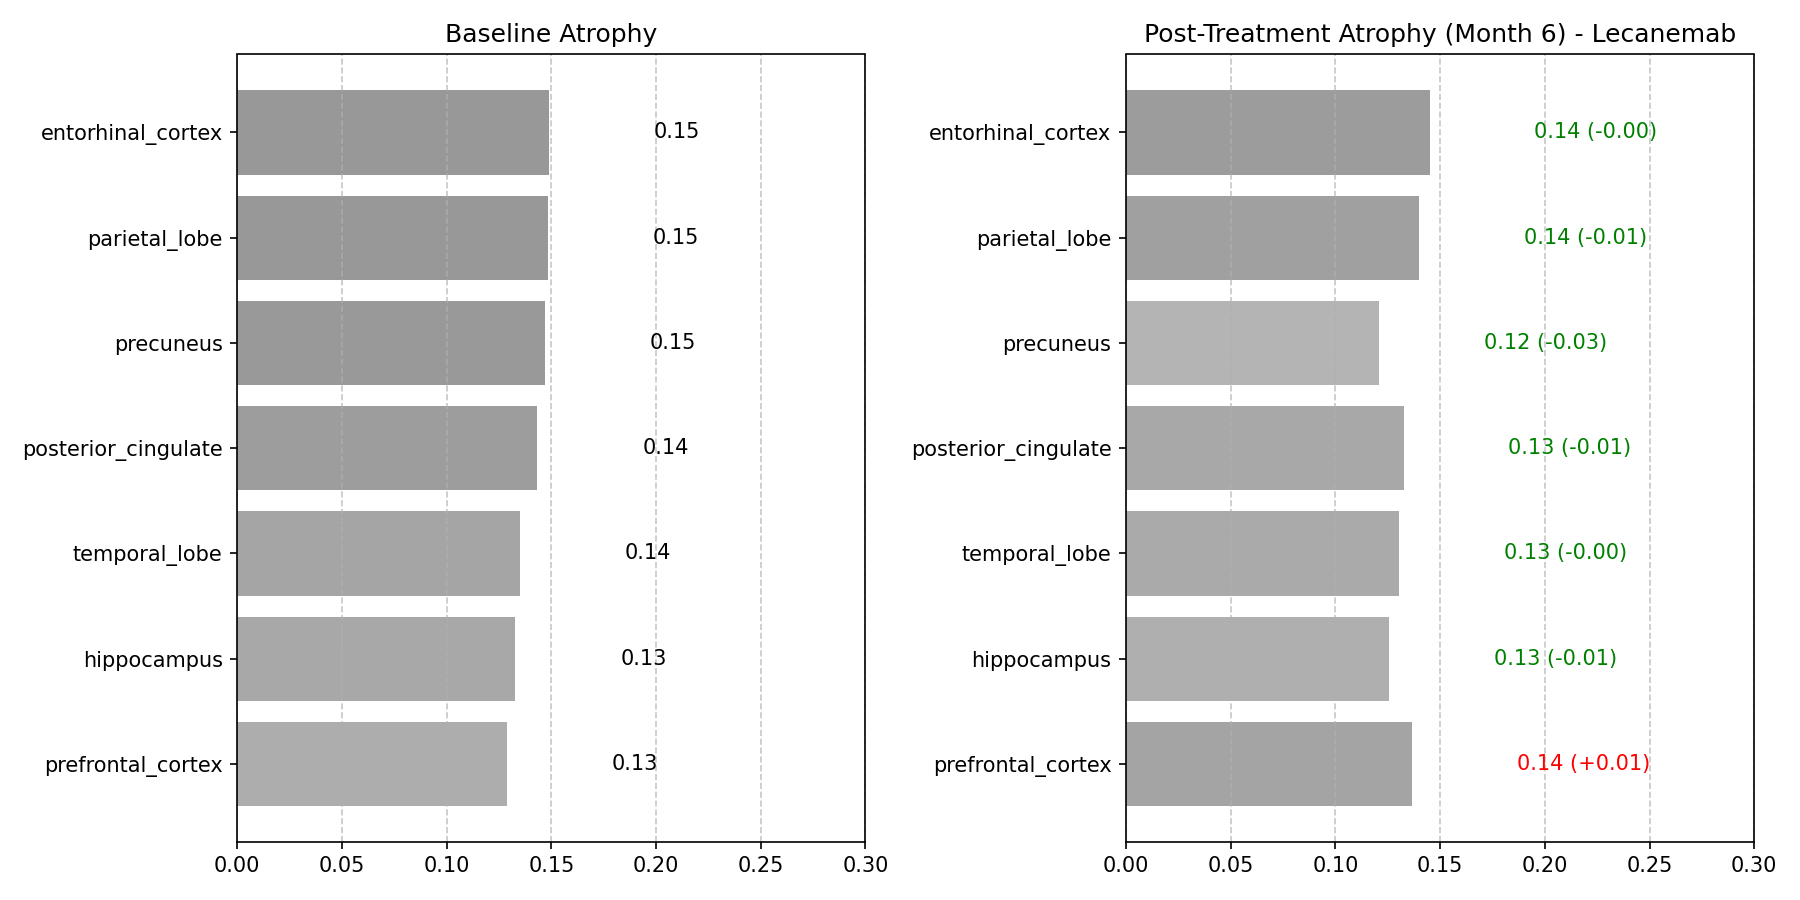 Baseline Atrophy
entorhinal_cortex 0.15
parietal_lobe 0.15
precuneus 0.15
posterior_cingulate 0.14
temporal_lobe 0.14
hippocampus 0.13
prefrontal_cortex 0.13
0.00 0.05 0.10 0.15 0.20 0.25 0.30
Post-Treatment Atrophy (Month 6) - Lecanemab
entorhinal_cortex 0.14 (-0.00)
parietal_lobe 0.14 (-0.01)
precuneus 0.12 (-0.03)
posterior_cingulate 0.13 (-0.01)
temporal_lobe 0.13 (-0.00)
hippocampus 0.13 (-0.01)
prefrontal_cortex 0.14 (+0.01)
0.00 0.05 0.10 0.15 0.20 0.25 0.30